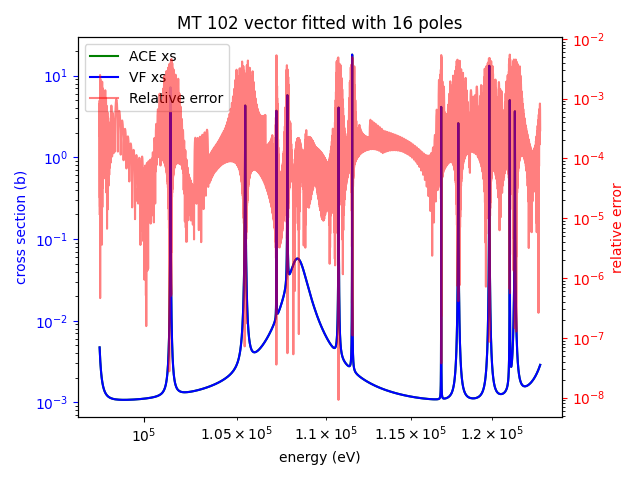 MT 102 vector fitted with 16 poles
ACE xs
VF xs
Relative error
cross section (b)
10¹
10⁰
10⁻¹
10⁻²
10⁻³
10⁻²
10⁻³
10⁻⁴
10⁻⁵
10⁻⁶
10⁻⁷
10⁻⁸
relative error
10⁵ 1.05 × 10⁵ 1.1 × 10⁵ 1.15 × 10⁵ 1.2 × 10⁵
energy (eV)